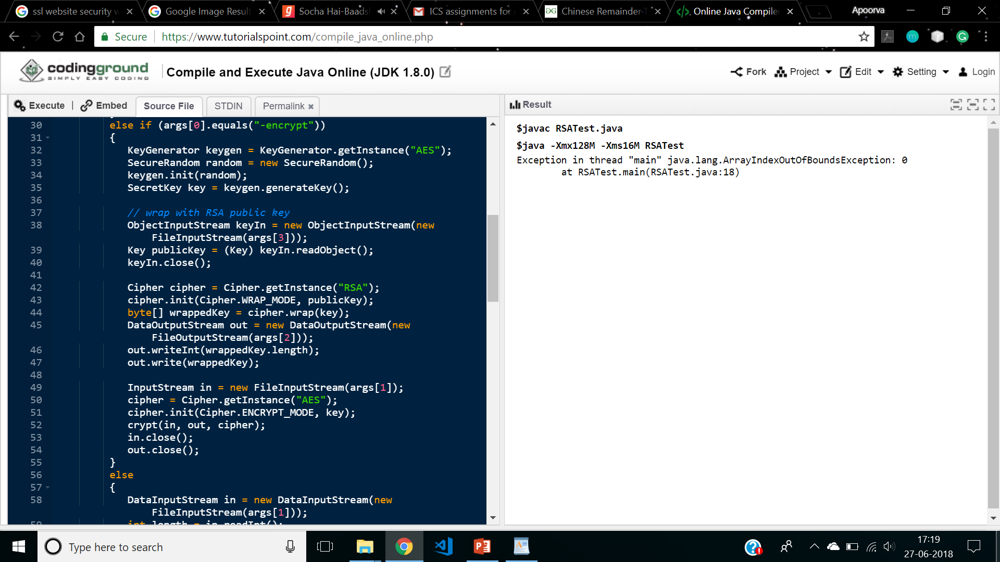 ssl website security w
Google Image Result
Socha Hai-Baadsh
ICS assignments for
Chinese Remainder-T
Online Java Compiler
Apoorva
Secure
https://www.tutorialspoint.com/compile_java_online.php
codingground
SIMPLY EASY CODING
Compile and Execute Java Online (JDK 1.8.0)
Fork
Project
Edit
Setting
Login
Execute
Embed
Source File
STDIN
Permalink
Result
30 else if (args[0].equals("-encrypt"))
31 {
32 KeyGenerator keygen = KeyGenerator.getInstance("AES");
33 SecureRandom random = new SecureRandom();
34 keygen.init(random);
35 SecretKey key = keygen.generateKey();
36
37 // wrap with RSA public key
38 ObjectInputStream keyIn = new ObjectInputStream(new
FileInputStream(args[3]));
39 Key publicKey = (Key) keyIn.readObject();
40 keyIn.close();
41
42 Cipher cipher = Cipher.getInstance("RSA");
43 cipher.init(Cipher.WRAP_MODE, publicKey);
44 byte[] wrappedKey = cipher.wrap(key);
45 DataOutputStream out = new DataOutputStream(new
FileOutputStream(args[2]));
46 out.writeInt(wrappedKey.length);
47 out.write(wrappedKey);
48
49 InputStream in = new FileInputStream(args[1]);
50 cipher = Cipher.getInstance("AES");
51 cipher.init(Cipher.ENCRYPT_MODE, key);
52 crypt(in, out, cipher);
53 in.close();
54 out.close();
55 }
56 else
57 {
58 DataInputStream in = new DataInputStream(new
FileInputStream(args[1]));
59 int length = in.readInt();
$javac RSATest.java
$java -Xmx128M -Xms16M RSATest
Exception in thread "main" java.lang.ArrayIndexOutOfBoundsException: 0
at RSATest.main(RSATest.java:18)
Type here to search
17:19
27-06-2018